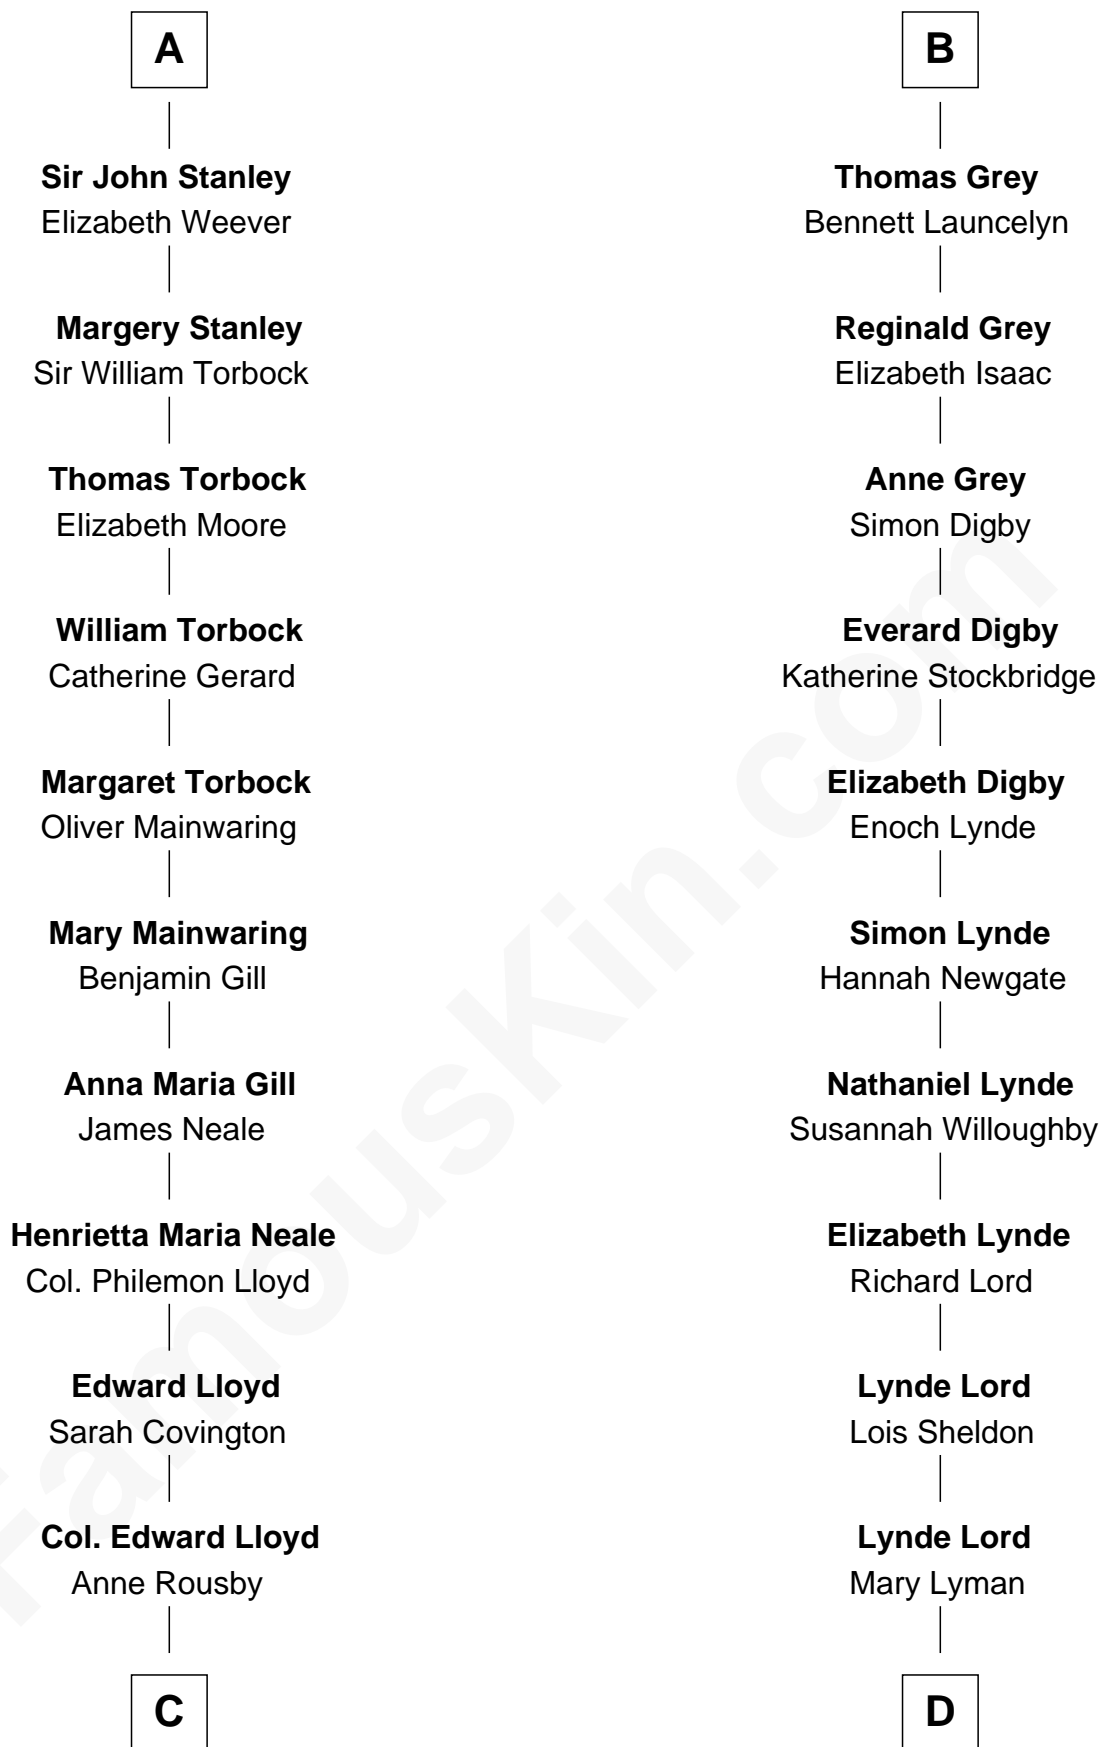 A
Sir John Stanley
Elizabeth Weever
Margery Stanley
Sir William Torbock
Thomas Torbock
Elizabeth Moore
William Torbock
Catherine Gerard
Margaret Torbock
Oliver Mainwaring
Mary Mainwaring
Benjamin Gill
Anna Maria Gill
James Neale
Henrietta Maria Neale
Col. Philemon Lloyd
Edward Lloyd
Sarah Covington
Col. Edward Lloyd
Anne Rousby
C
B
Thomas Grey
Bennett Launcelyn
Reginald Grey
Elizabeth Isaac
Anne Grey
Simon Digby
Everard Digby
Katherine Stockbridge
Elizabeth Digby
Enoch Lynde
Simon Lynde
Hannah Newgate
Nathaniel Lynde
Susannah Willoughby
Elizabeth Lynde
Richard Lord
Lynde Lord
Lois Sheldon
Lynde Lord
Mary Lyman
D
FamousKin.com